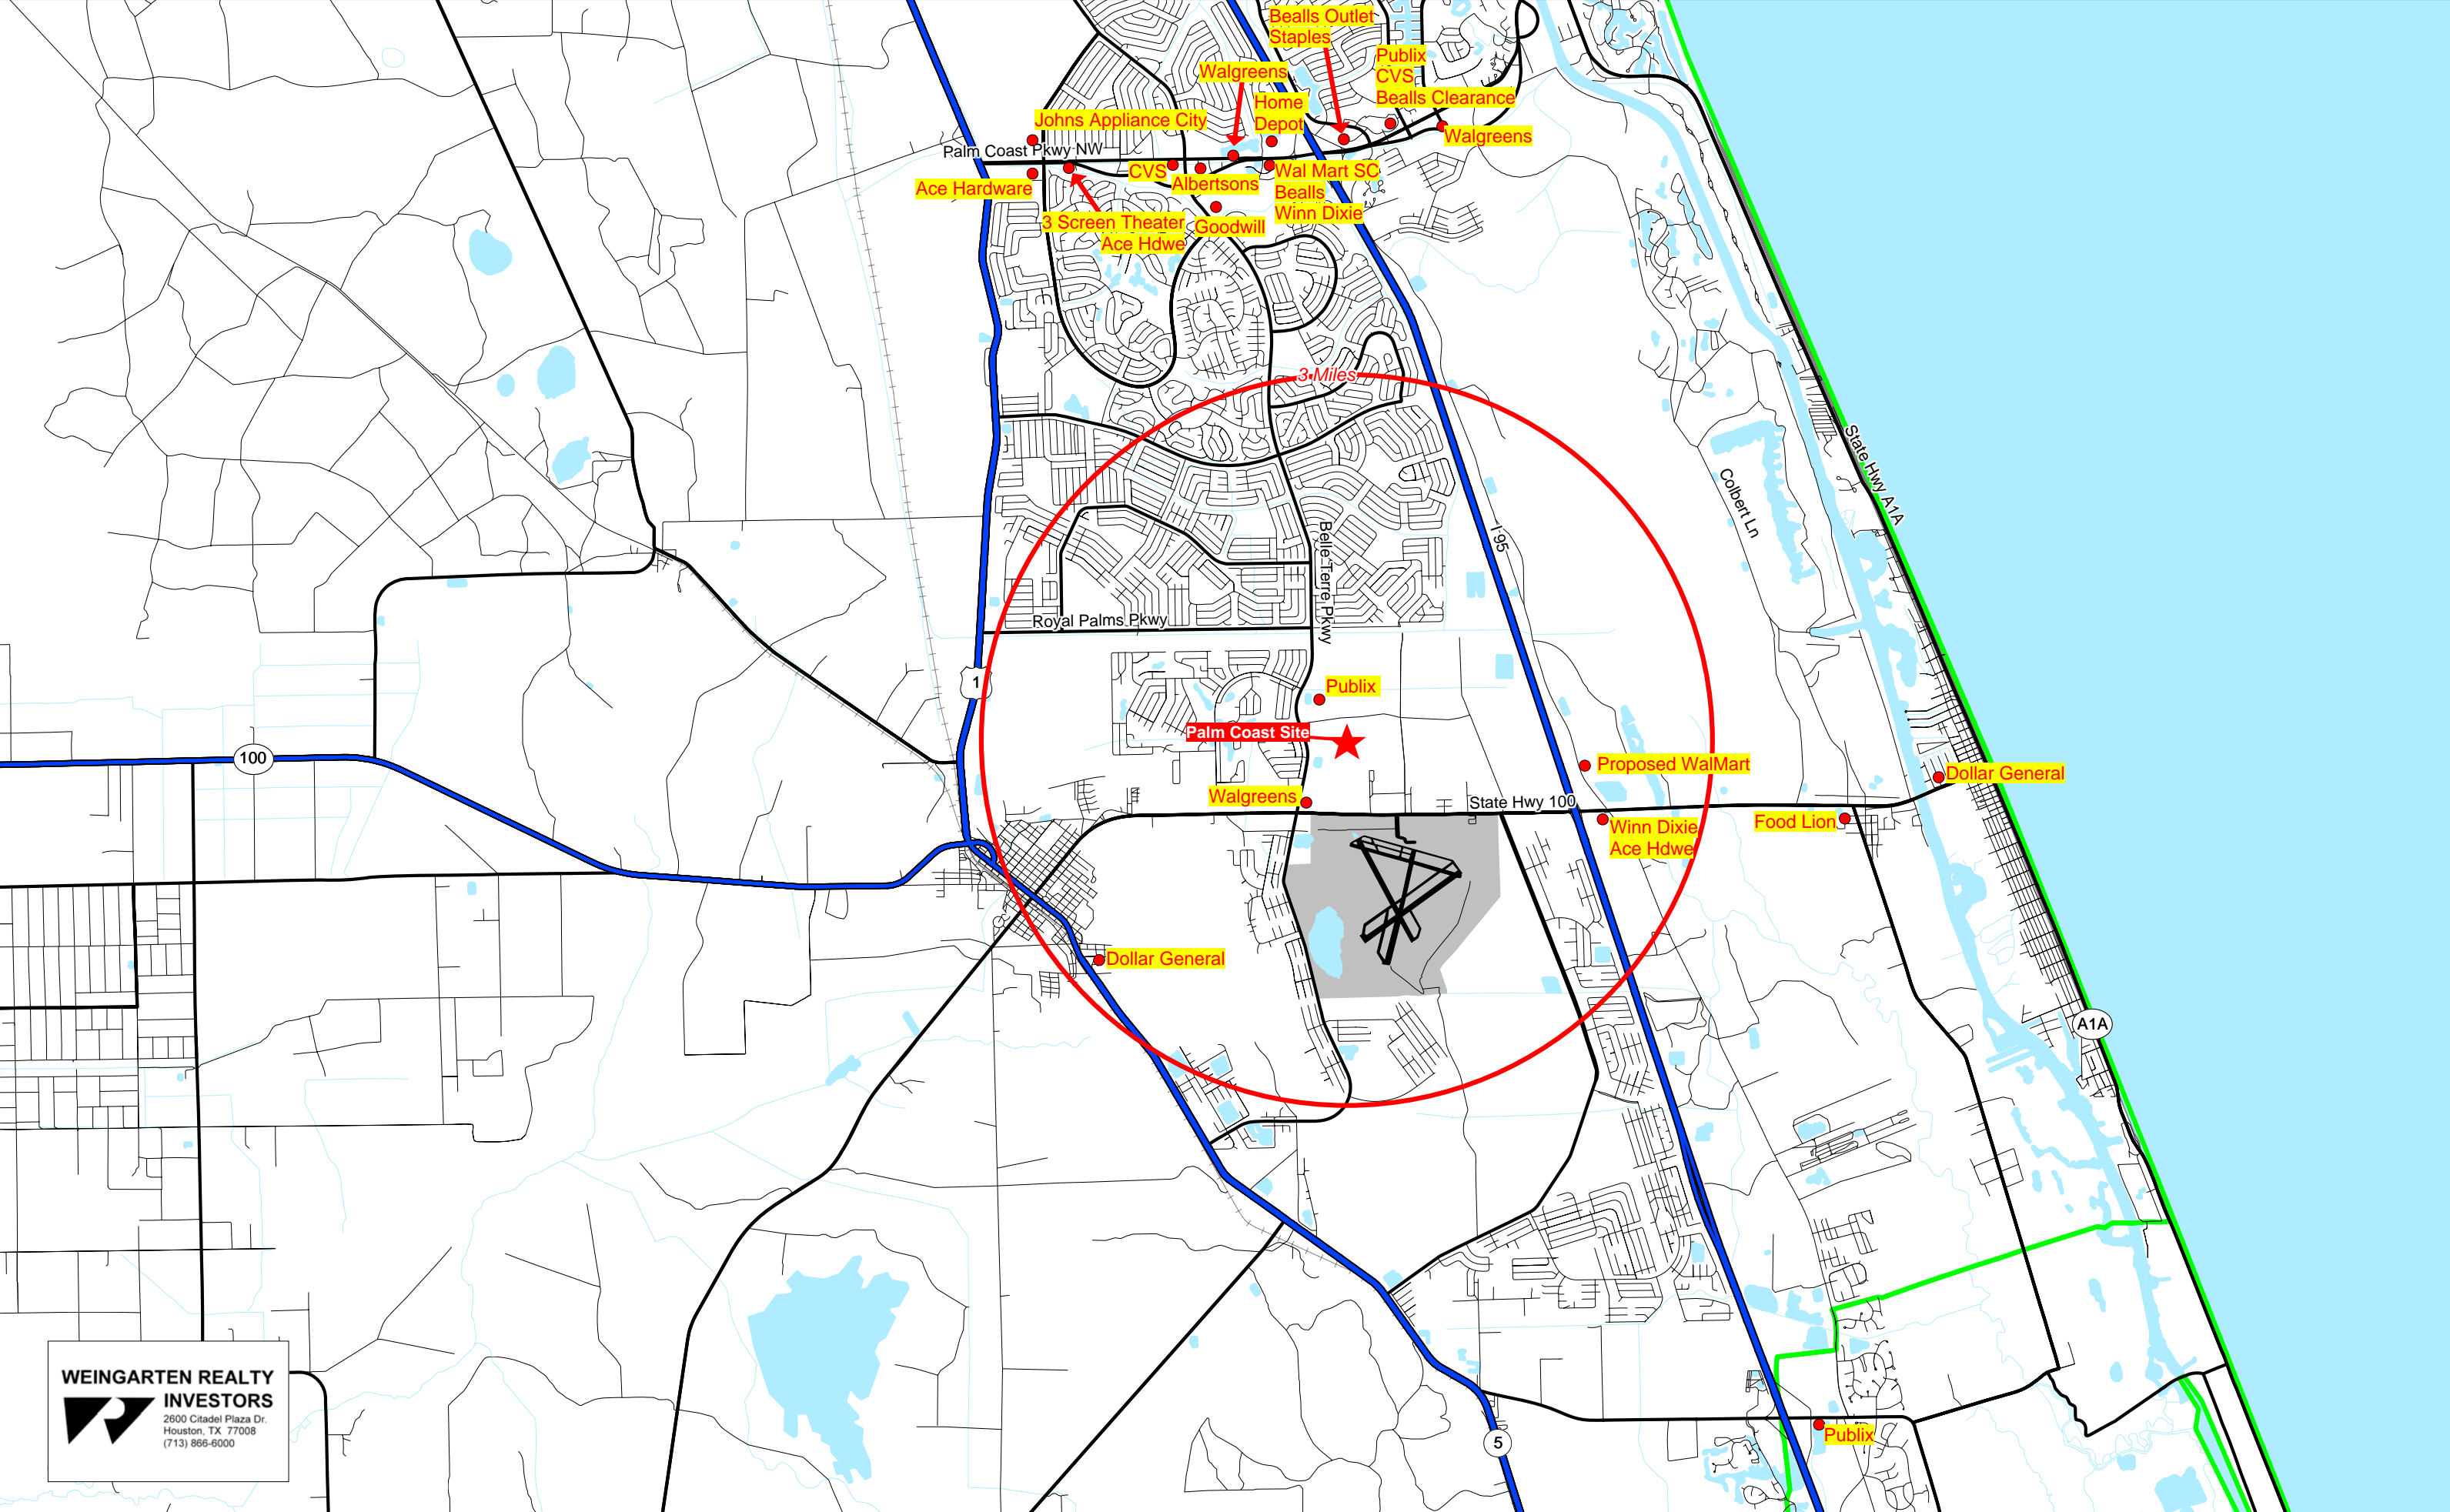 Bealls Outlet
Staples
Publix
CVS
Bealls Clearance
Walgreens
Home
Depot
Johns Appliance City
Walgreens
Palm Coast Pkwy NW
CVS
Albertsons
Wal Mart SC
Bealls
Winn Dixie
Ace Hardware
3 Screen Theater
Ace Hdwe
Goodwill
3 Miles
State Hwy A1A
Colbert Ln
I-95
Belle Terre Pkwy
Royal Palms Pkwy
1
Publix
Palm Coast Site
100
Proposed WalMart
Dollar General
Walgreens
State Hwy 100
Winn Dixie
Ace Hdwe
Food Lion
Dollar General
A1A
WEINGARTEN REALTY
INVESTORS
2600 Citadel Plaza Dr.
Houston, TX 77008
(713) 866-6000
5
Publix